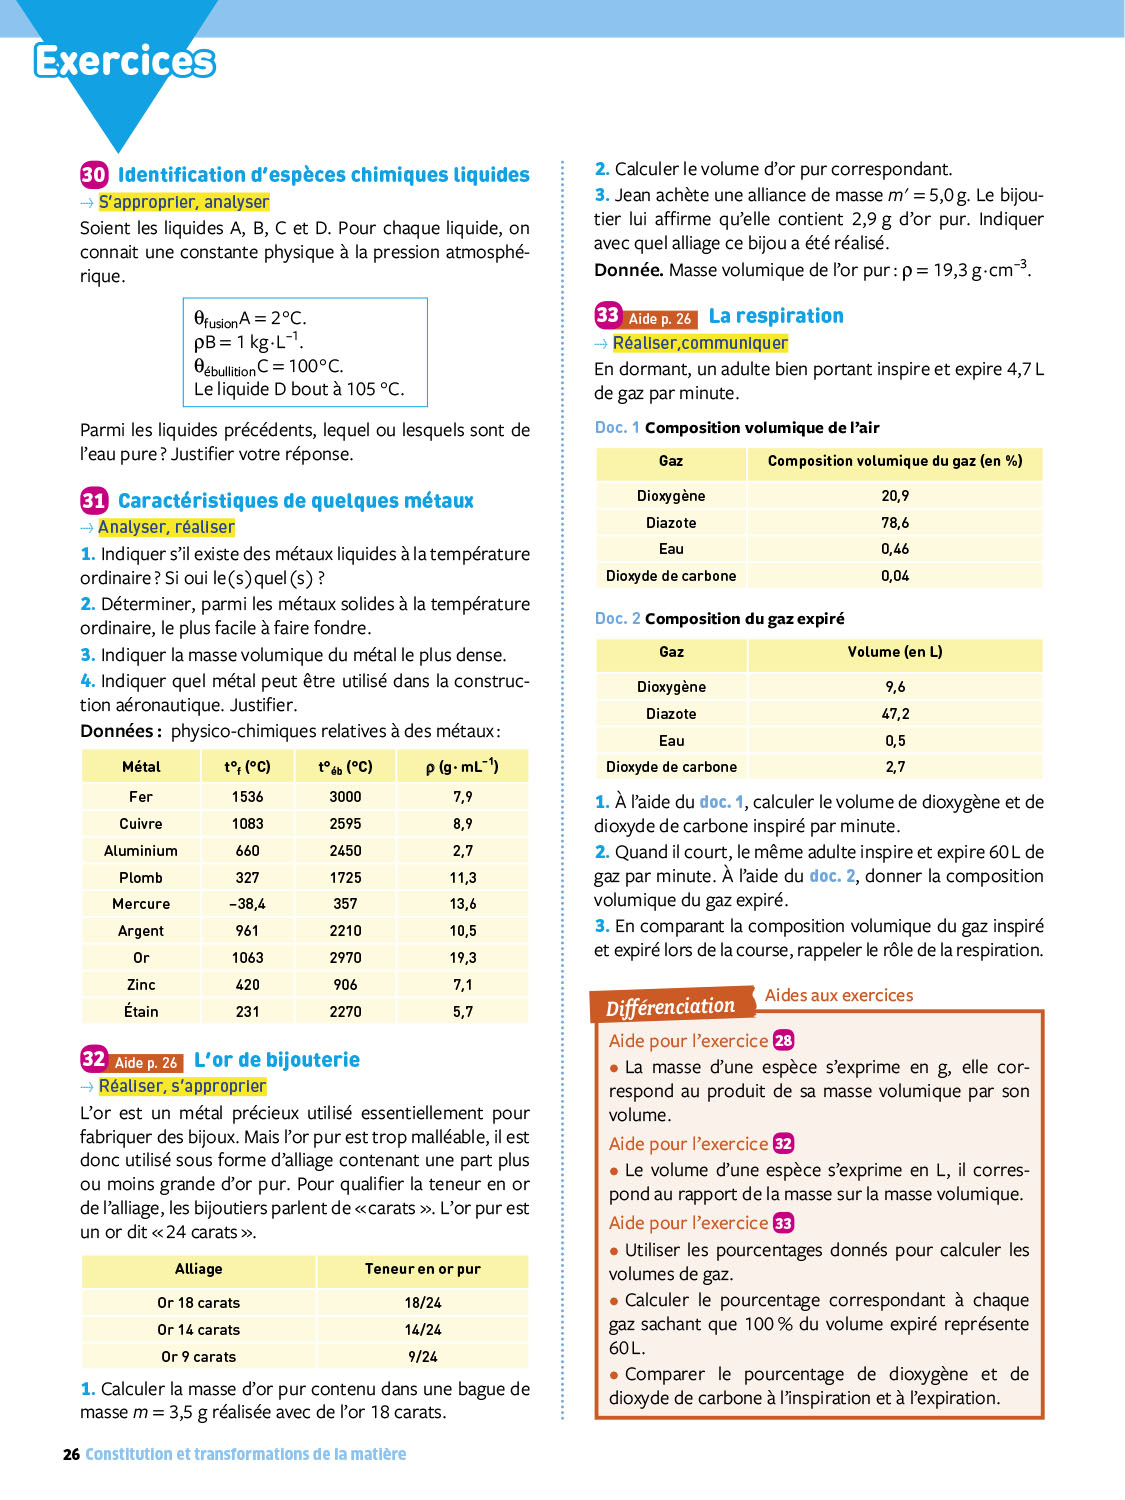 Exercices
30 Identification d'espèces chimiques liquides
→ S'approprier, analyser
Soient les liquides A, B, C et D. Pour chaque liquide, on
connait une constante physique à la pression atmosphé-
rique.
θfusionA = 2°C.
ρB = 1 kg·L⁻¹.
θébullitionC = 100°C.
Le liquide D bout à 105 °C.
Parmi les liquides précédents, lequel ou lesquels sont de
l'eau pure ? Justifier votre réponse.
31 Caractéristiques de quelques métaux
→ Analyser, réaliser
1. Indiquer s'il existe des métaux liquides à la température
ordinaire ? Si oui le(s) quel(s) ?
2. Déterminer, parmi les métaux solides à la température
ordinaire, le plus facile à faire fondre.
3. Indiquer la masse volumique du métal le plus dense.
4. Indiquer quel métal peut être utilisé dans la construc-
tion aéronautique. Justifier.
Données : physico-chimiques relatives à des métaux :
Métal t°f (°C) t°éb (°C) ρ (g· mL⁻¹)
Fer 1536 3000 7,9
Cuivre 1083 2595 8,9
Aluminium 660 2450 2,7
Plomb 327 1725 11,3
Mercure –38,4 357 13,6
Argent 961 2210 10,5
Or 1063 2970 19,3
Zinc 420 906 7,1
Étain 231 2270 5,7
32 Aide p. 26 L'or de bijouterie
→ Réaliser, s'approprier
L'or est un métal précieux utilisé essentiellement pour
fabriquer des bijoux. Mais l'or pur est trop malléable, il est
donc utilisé sous forme d'alliage contenant une part plus
ou moins grande d'or pur. Pour qualifier la teneur en or
de l'alliage, les bijoutiers parlent de « carats ». L'or pur est
un or dit « 24 carats ».
Alliage Teneur en or pur
Or 18 carats 18/24
Or 14 carats 14/24
Or 9 carats 9/24
1. Calculer la masse d'or pur contenu dans une bague de
masse m = 3,5 g réalisée avec de l'or 18 carats.
2. Calculer le volume d'or pur correspondant.
3. Jean achète une alliance de masse m′ = 5,0 g. Le bijou-
tier lui affirme qu'elle contient 2,9 g d'or pur. Indiquer
avec quel alliage ce bijou a été réalisé.
Donnée. Masse volumique de l'or pur : ρ = 19,3 g·cm⁻³.
33 Aide p. 26 La respiration
→ Réaliser,communiquer
En dormant, un adulte bien portant inspire et expire 4,7 L
de gaz par minute.
Doc. 1 Composition volumique de l'air
Gaz Composition volumique du gaz (en %)
Dioxygène 20,9
Diazote 78,6
Eau 0,46
Dioxyde de carbone 0,04
Doc. 2 Composition du gaz expiré
Gaz Volume (en L)
Dioxygène 9,6
Diazote 47,2
Eau 0,5
Dioxyde de carbone 2,7
1. À l'aide du doc. 1, calculer le volume de dioxygène et de
dioxyde de carbone inspiré par minute.
2. Quand il court, le même adulte inspire et expire 60 L de
gaz par minute. À l'aide du doc. 2, donner la composition
volumique du gaz expiré.
3. En comparant la composition volumique du gaz inspiré
et expiré lors de la course, rappeler le rôle de la respiration.
Différenciation Aides aux exercices
Aide pour l'exercice 28
• La masse d'une espèce s'exprime en g, elle cor-
respond au produit de sa masse volumique par son
volume.
Aide pour l'exercice 32
• Le volume d'une espèce s'exprime en L, il corres-
pond au rapport de la masse sur la masse volumique.
Aide pour l'exercice 33
• Utiliser les pourcentages donnés pour calculer les
volumes de gaz.
• Calculer le pourcentage correspondant à chaque
gaz sachant que 100 % du volume expiré représente
60 L.
• Comparer le pourcentage de dioxygène et de
dioxyde de carbone à l'inspiration et à l'expiration.
26 Constitution et transformations de la matière